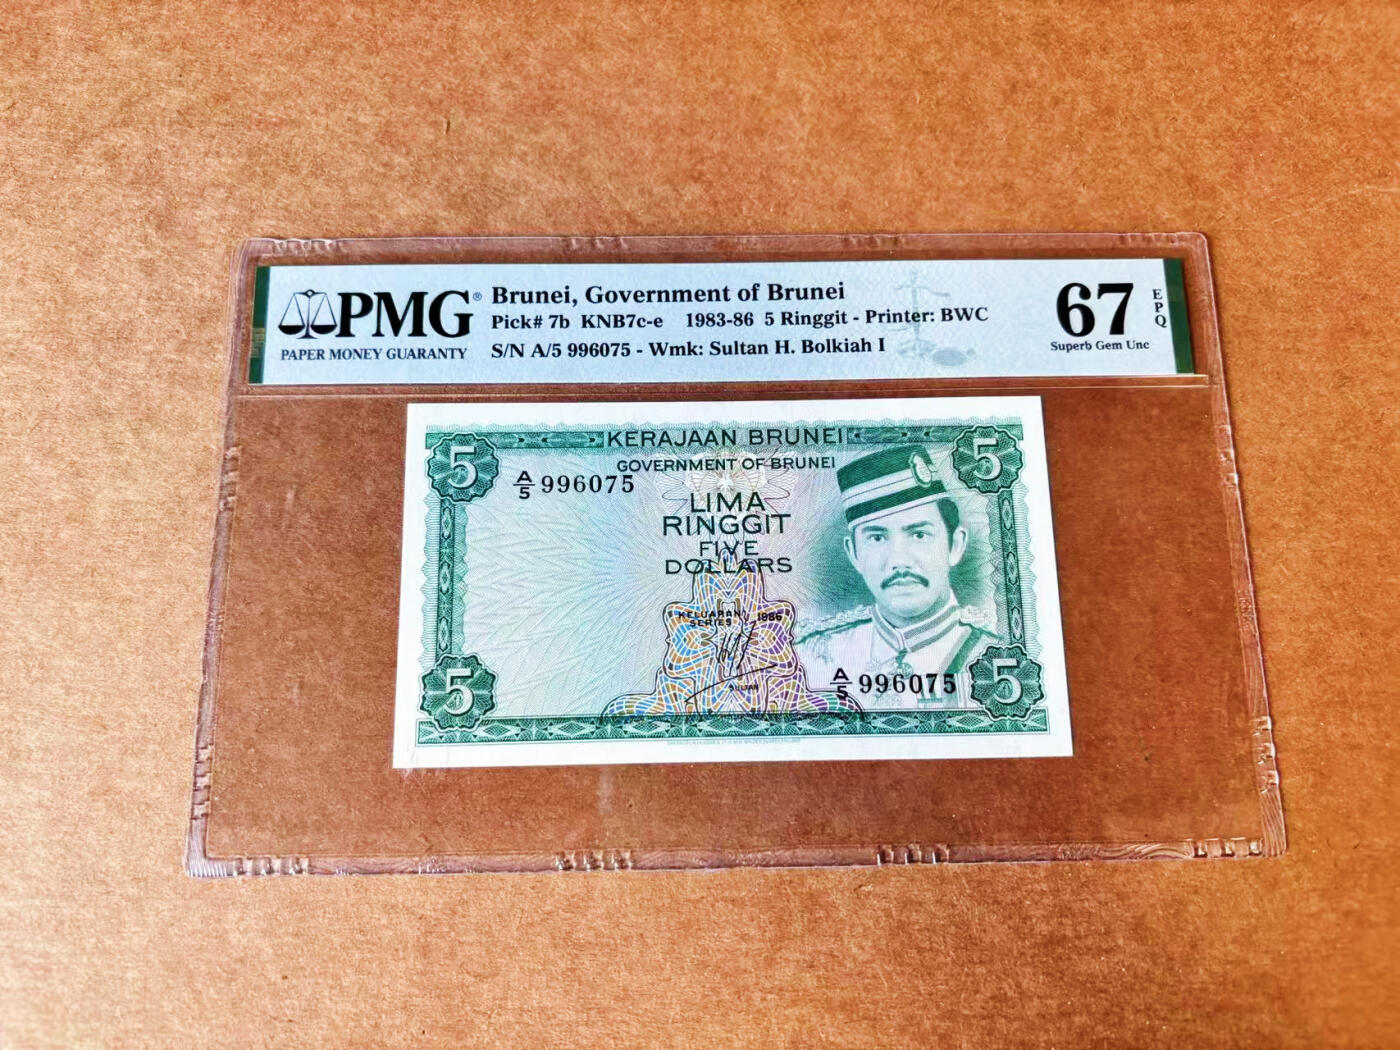 PMG®
PAPER MONEY GUARANTY
Brunei, Government of Brunei
Pick# 7b KNB7c-e 1983-86 5 Ringgit - Printer: BWC
S/N A/5 996075 - Wmk: Sultan H. Bolkiah I
67
EPQ
Superb Gem Unc
5
KERAJAAN BRUNEI
5
GOVERNMENT OF BRUNEI
A/5 996075
LIMA
RINGGIT
FIVE
DOLLARS
KELUARAN
SERIES 1986
SULTAN
A/5 996075
5
5